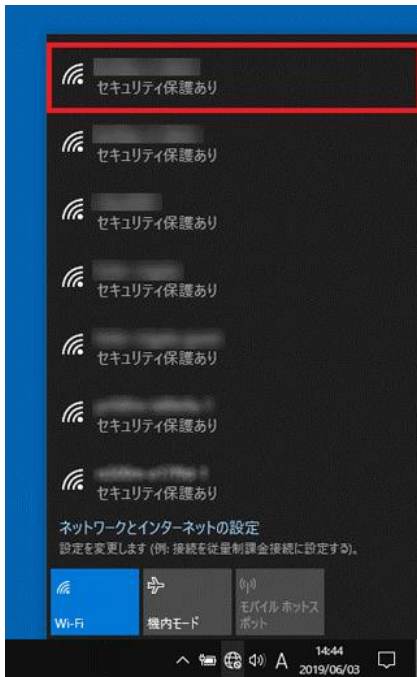 セキュリティ保護あり
セキュリティ保護あり
セキュリティ保護あり
セキュリティ保護あり
セキュリティ保護あり
セキュリティ保護あり
セキュリティ保護あり
ネットワークとインターネットの設定
設定を変更します (例: 接続を従量制課金接続に設定する)。
Wi-Fi
機内モード
モバイル ホットス
ポット
A
14:44
2019/06/03